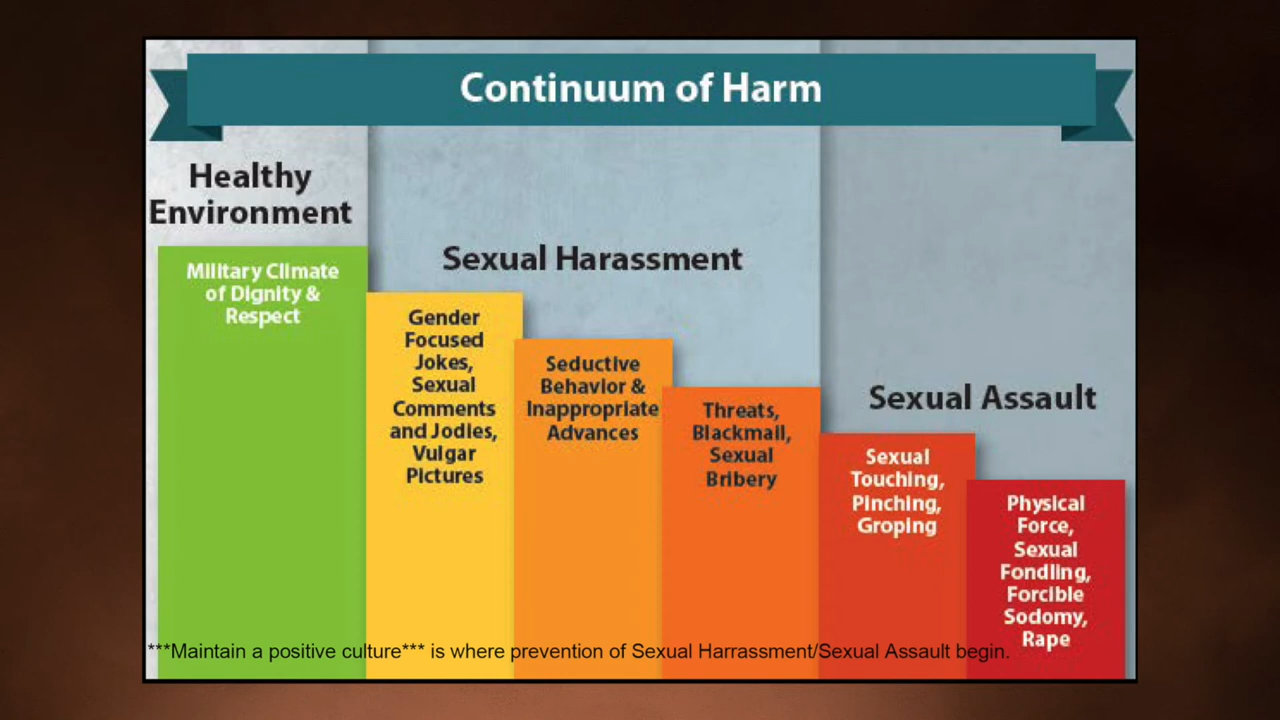 Continuum of Harm
Healthy
Environment
Military Climate
of Dignity &
Respect
Sexual Harassment
Gender
Focused
Jokes,
Sexual
Comments
and Jodies,
Vulgar
Pictures
Seductive
Behavior &
Inappropriate
Advances
Threats,
Blackmail,
Sexual
Bribery
Sexual Assault
Sexual
Touching,
Pinching,
Groping
Physical
Force,
Sexual
Fondling,
Forcible
Sodomy,
Rape
***Maintain a positive culture*** is where prevention of Sexual Harrassment/Sexual Assault begin.